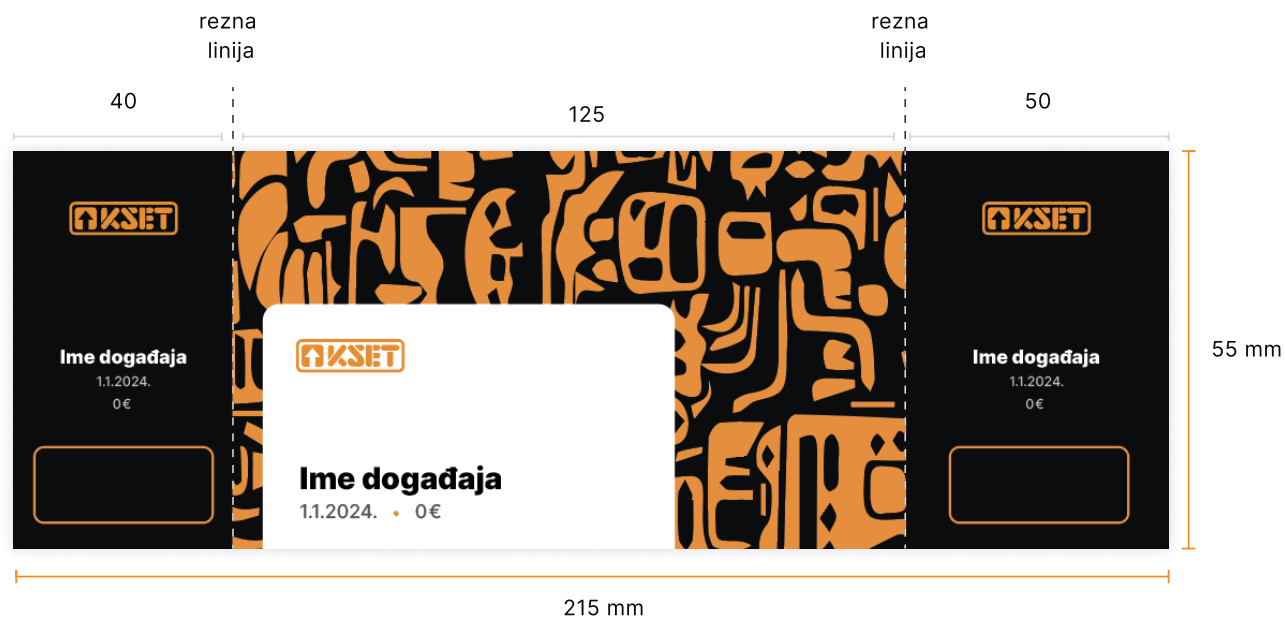 rezna
linija
rezna
linija
40
125
50
KSET
Ime događaja
1.1.2024.
0€
KSET
Ime događaja
1.1.2024. • 0€
KSET
Ime događaja
1.1.2024.
0€
55 mm
215 mm